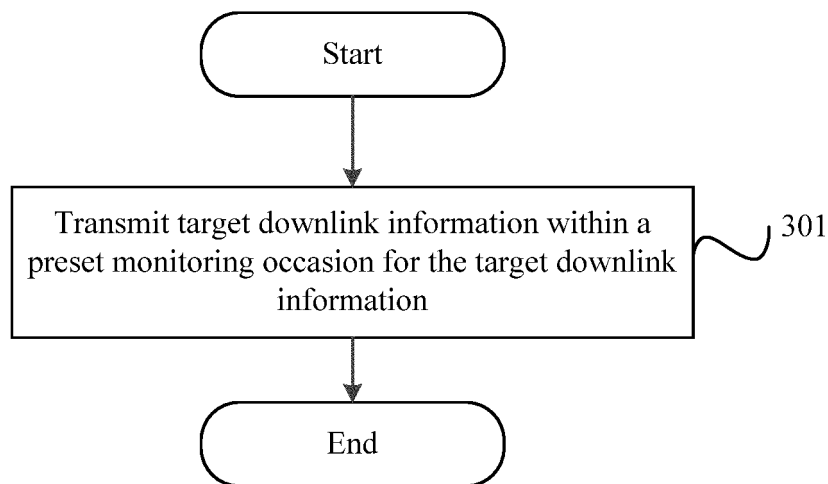 Start
Transmit target downlink information within a
preset monitoring occasion for the target downlink
information
301
End